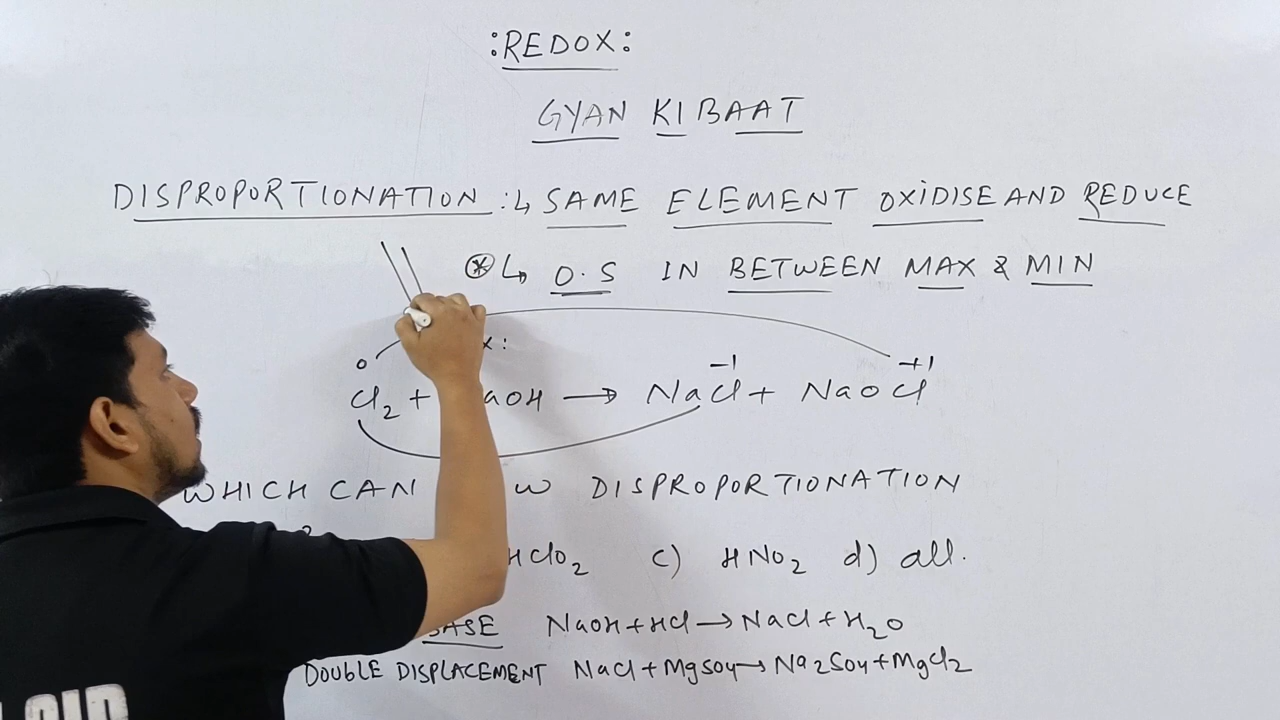 :REDOX:
GYAN KI BAAT
DISPROPORTIONATION :↳ SAME ELEMENT OXIDISE AND REDUCE
⊛↳ O.S IN BETWEEN MAX & MIN
x:
0 -1 +1
Cl2 + aOH → NaCl + NaOCl
WHICH CAN W DISPROPORTIONATION
HClO2 c) HNO2 d) all.
BASE NaOH+HCl→NaCl+H2O
DOUBLE DISPLACEMENT NaCl+MgSO4→Na2SO4+MgCl2